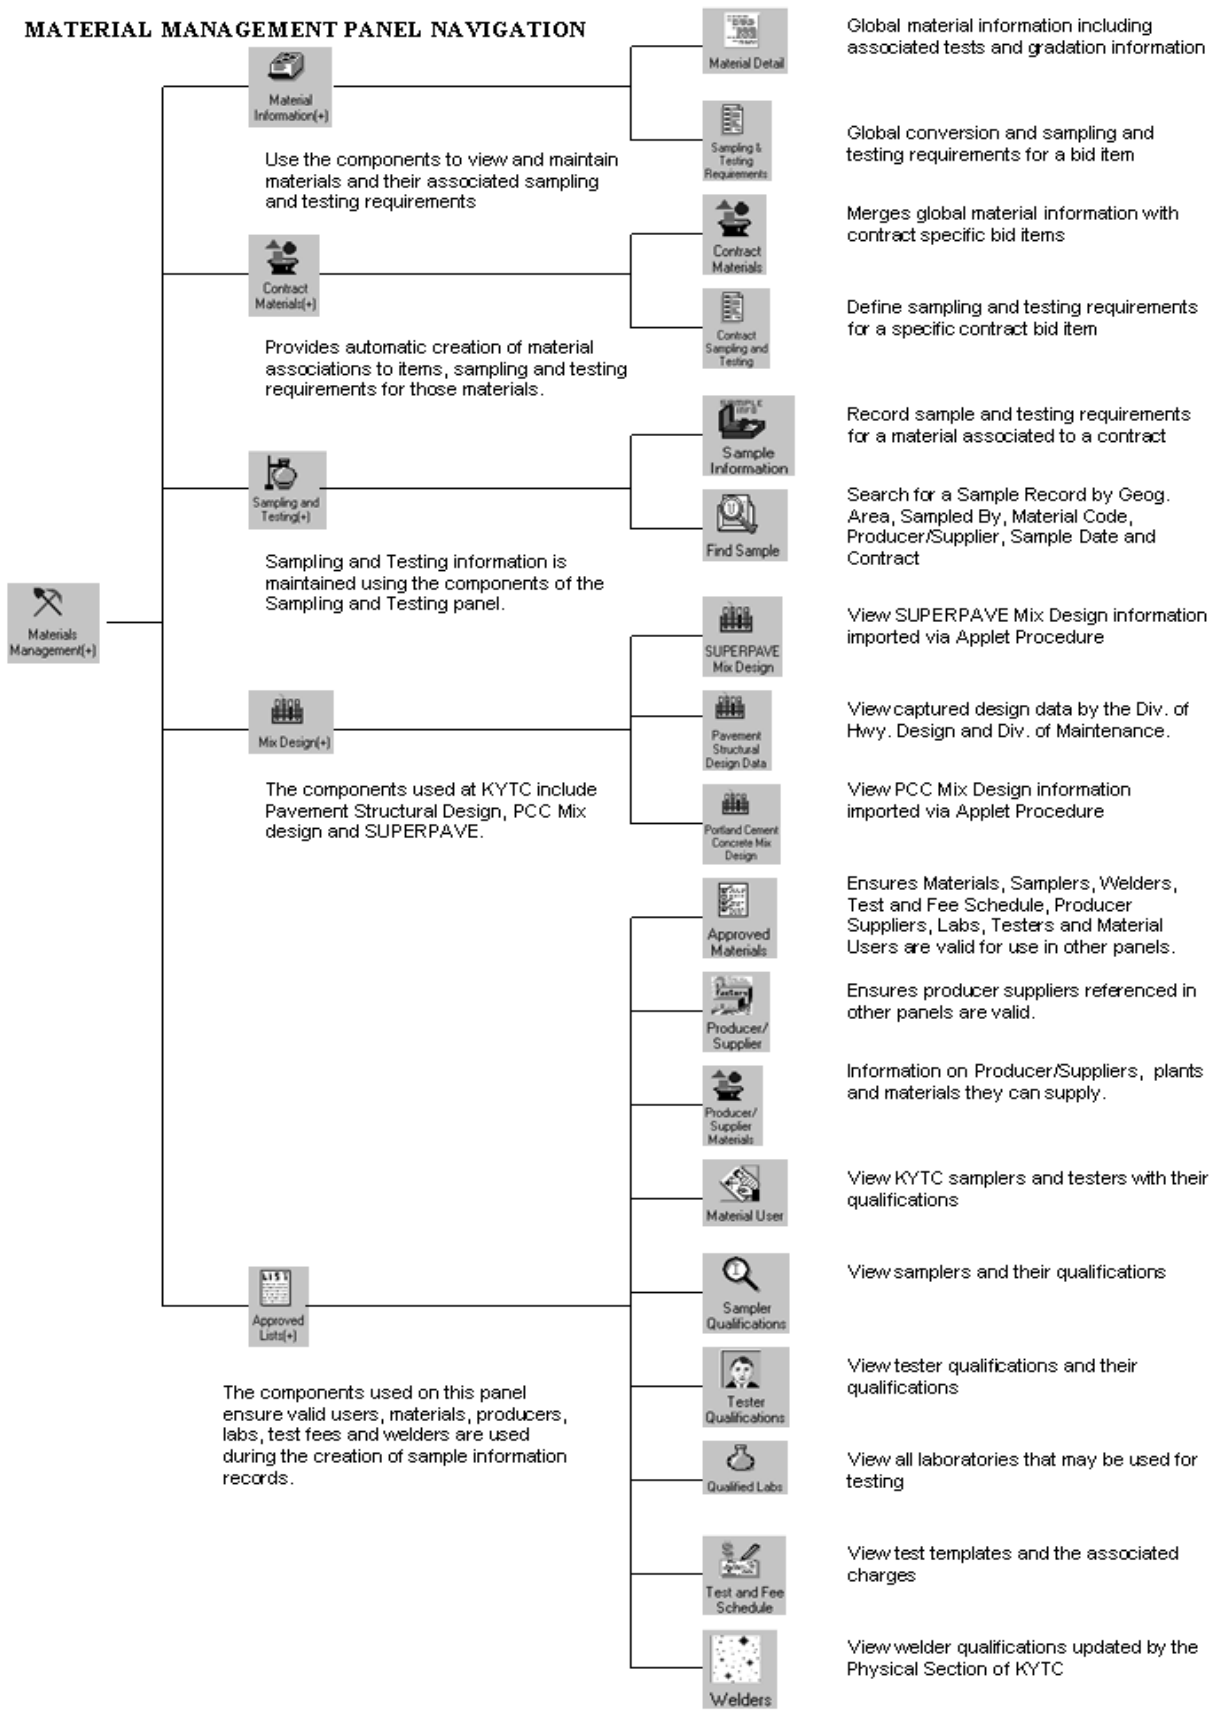 MATERIAL MANAGEMENT PANEL NAVIGATION
Material
Information(+)
Use the components to view and maintain
materials and their associated sampling
and testing requirements
Material Detail
Global material information including
associated tests and gradation information
Sampling &
Testing
Requirements
Global conversion and sampling and
testing requirements for a bid item
Contract
Materials(+)
Provides automatic creation of material
associations to items, sampling and testing
requirements for those materials.
Contract
Materials
Merges global material information with
contract specific bid items
Contract
Sampling and
Testing
Define sampling and testing requirements
for a specific contract bid item
Sampling and
Testing(+)
Sampling and Testing information is
maintained using the components of the
Sampling and Testing panel.
SAMPLE
INFO
Sample
Information
Record sample and testing requirements
for a material associated to a contract
Find Sample
Search for a Sample Record by Geog.
Area, Sampled By, Material Code,
Producer/Supplier, Sample Date and
Contract
Materials
Management(+)
Mix Design(+)
The components used at KYTC include
Pavement Structural Design, PCC Mix
design and SUPERPAVE.
SUPERPAVE
Mix Design
View SUPERPAVE Mix Design information
imported via Applet Procedure
Pavement
Structural
Design Data
View captured design data by the Div. of
Hwy. Design and Div. of Maintenance.
Portland Cement
Concrete Mix
Design
View PCC Mix Design information
imported via Applet Procedure
LIST
Approved
Lists(+)
The components used on this panel
ensure valid users, materials, producers,
labs, test fees and welders are used
during the creation of sample information
records.
Approved
Materials
Ensures Materials, Samplers, Welders,
Test and Fee Schedule, Producer
Suppliers, Labs, Testers and Material
Users are valid for use in other panels.
Factory
Producer/
Supplier
Ensures producer suppliers referenced in
other panels are valid.
Producer/
Supplier
Materials
Information on Producer/Suppliers, plants
and materials they can supply.
Material User
View KYTC samplers and testers with their
qualifications
Sampler
Qualifications
View samplers and their qualifications
Tester
Qualifications
View tester qualifications and their
qualifications
Qualified Labs
View all laboratories that may be used for
testing
Test and Fee
Schedule
View test templates and the associated
charges
Welders
View welder qualifications updated by the
Physical Section of KYTC